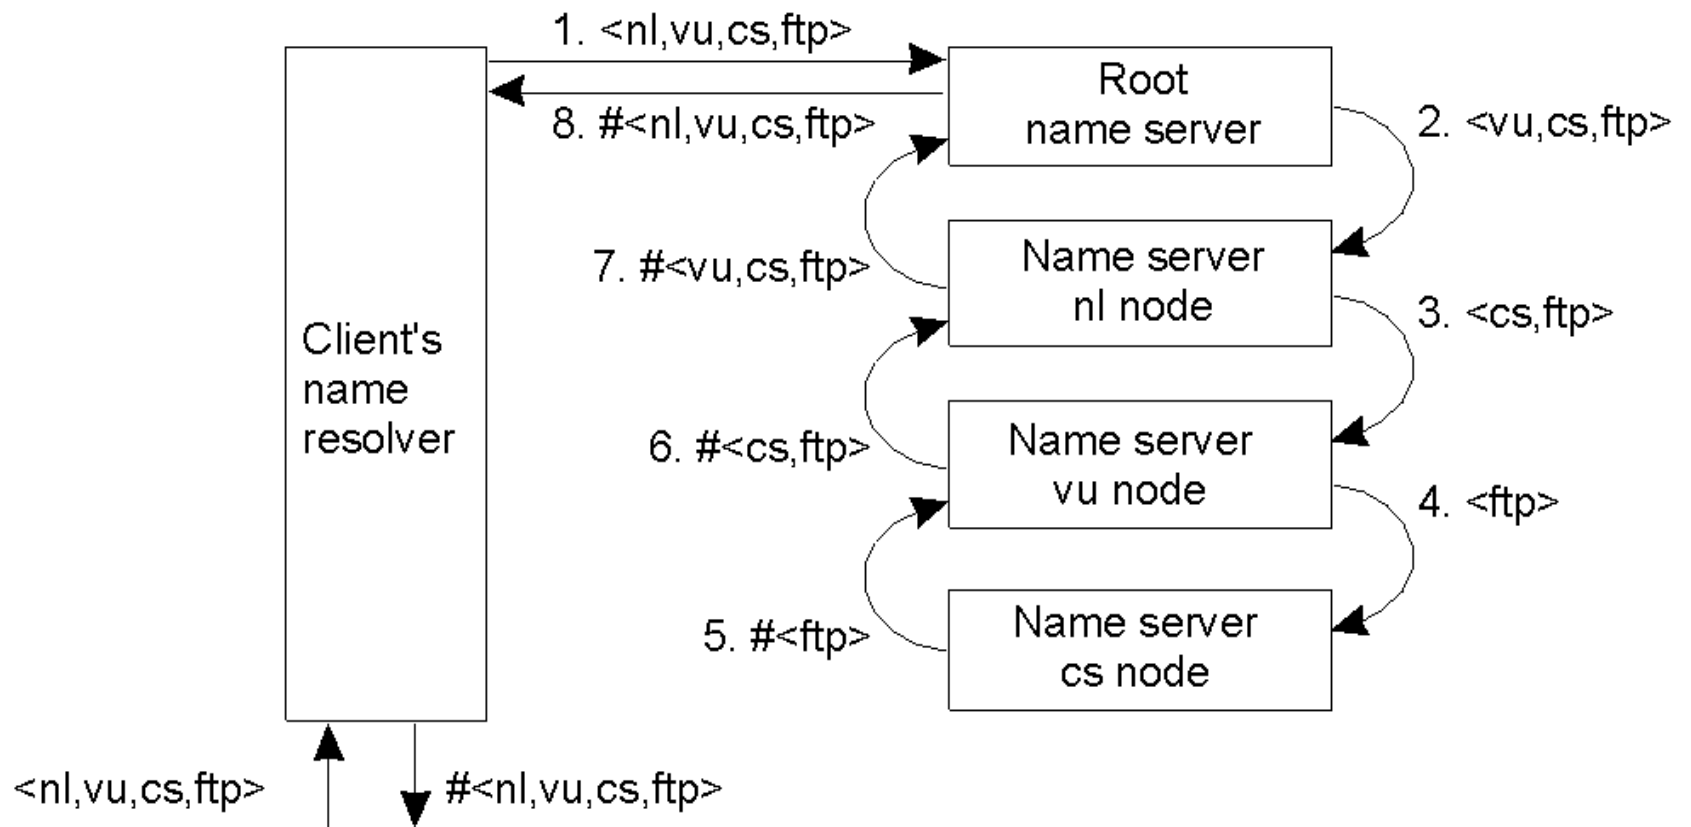 1. <nl,vu,cs,ftp>
Root
name server
8. #<nl,vu,cs,ftp>
2. <vu,cs,ftp>
Name server
nl node
7. #<vu,cs,ftp>
3. <cs,ftp>
Client's
name
resolver
Name server
vu node
6. #<cs,ftp>
4. <ftp>
Name server
cs node
5. #<ftp>
<nl,vu,cs,ftp>
#<nl,vu,cs,ftp>